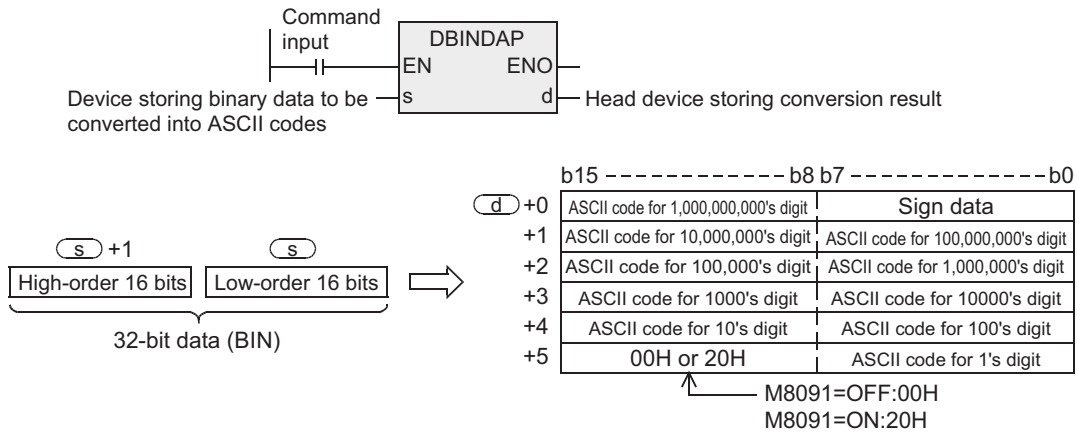 Command
input
DBINDAP
EN ENO
Device storing binary data to be s d Head device storing conversion result
converted into ASCII codes
b15 b8 b7 b0
d +0 ASCII code for 1,000,000,000's digit Sign data
+1 ASCII code for 10,000,000's digit ASCII code for 100,000,000's digit
s +1 s
+2 ASCII code for 100,000's digit ASCII code for 1,000,000's digit
High-order 16 bits Low-order 16 bits
+3 ASCII code for 1000's digit ASCII code for 10000's digit
32-bit data (BIN)
+4 ASCII code for 10's digit ASCII code for 100's digit
+5 00H or 20H ASCII code for 1's digit
M8091=OFF:00H
M8091=ON:20H